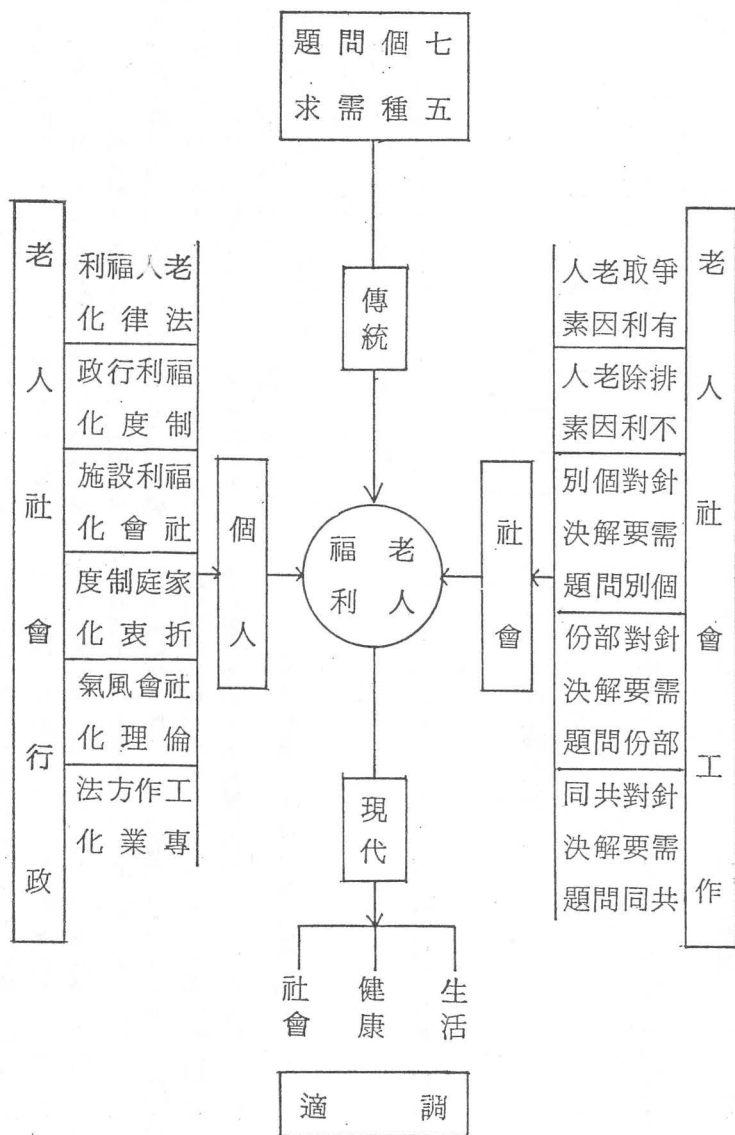 七個問題
五種需求
傳統
老人社會工作
爭取老人
有利因素
排除老人
不利因素
針對個別
需要解決
個別問題
針對部份
需要解決
部份問題
針對共同
需要解決
共同問題
社會
老人
福利
個人
老人福利
法律化
福利行政
制度化
福利設施
社會化
家庭制度
折衷化
社會風氣
倫理化
工作方法
專業化
老人社會行政
現代
生活
健康
社會
調適